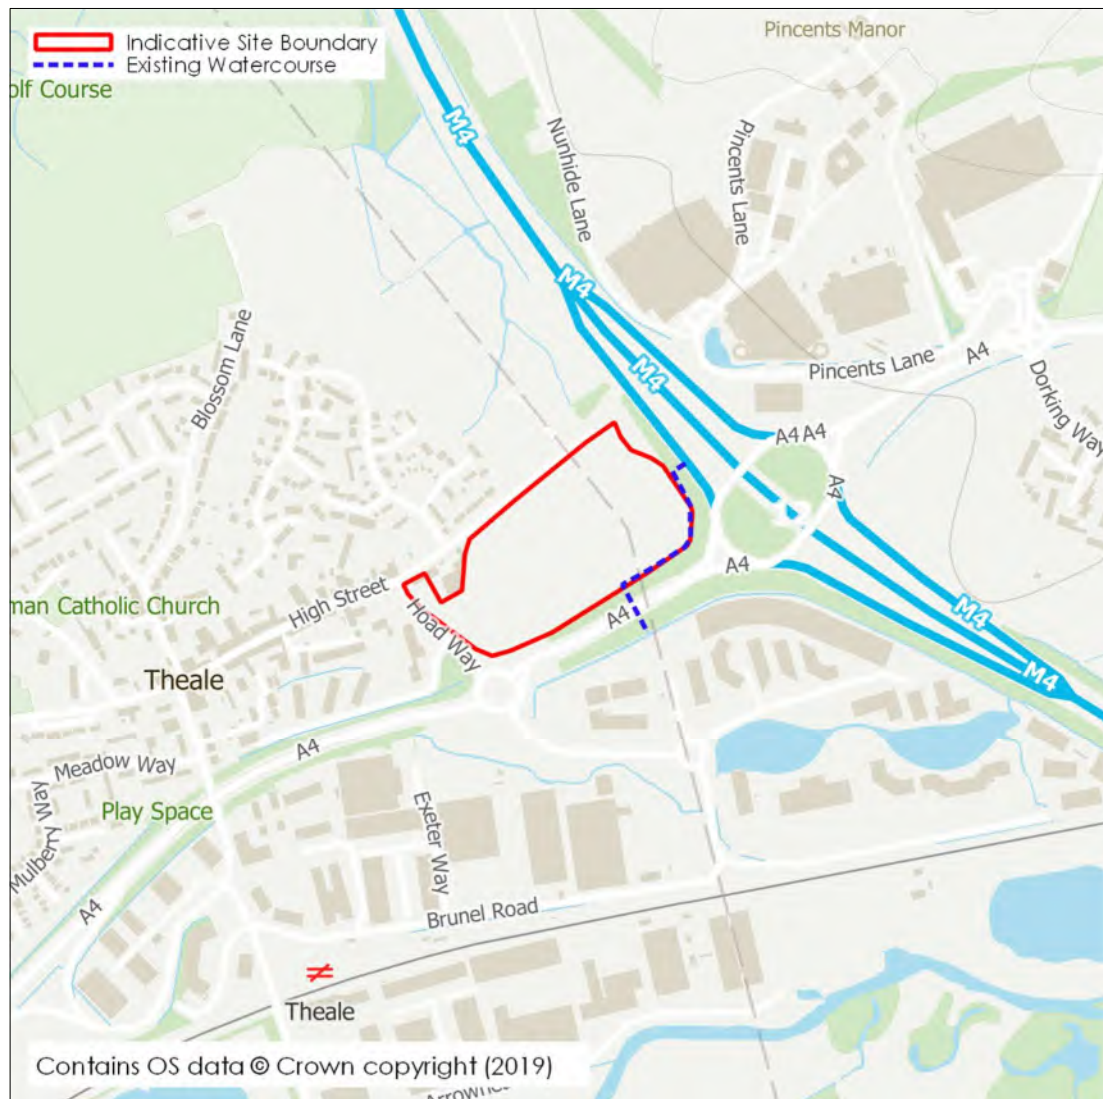 Indicative Site Boundary
Existing Watercourse
Pincents Manor
olf Course
M4
Nunhide Lane
Pincents Lane
M4
M4
Blossom Lane
Pincents Lane
A4
Dorking Way
A4A4
A4
A4
High Street
man Catholic Church
Hoad Way
A4
M4
M4
Theale
A4
Meadow Way
Mulberry Way
Play Space
Exeter Way
A4
Brunel Road
Theale
Contains OS data © Crown copyright (2019)